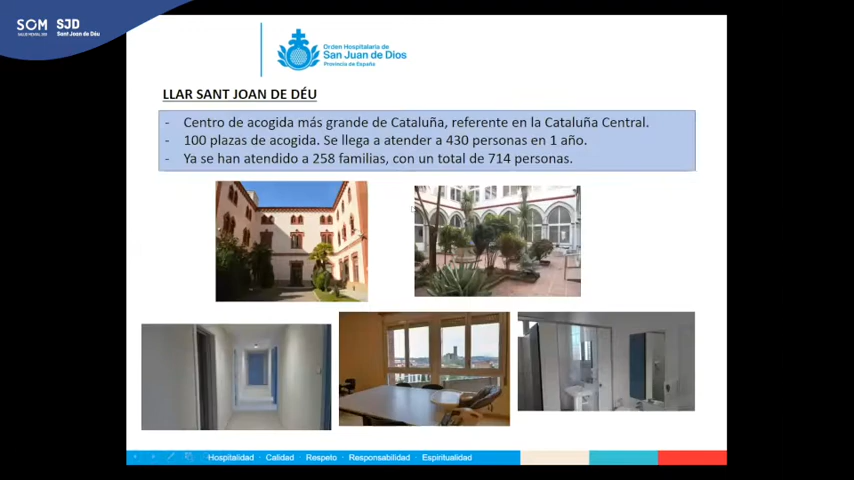 SOM
SALUD MENTAL 360
SJD
Sant Joan de Déu
Orden Hospitalaria de
San Juan de Dios
Provincia de España
LLAR SANT JOAN DE DÉU
- Centro de acogida más grande de Cataluña, referente en la Cataluña Central.
- 100 plazas de acogida. Se llega a atender a 430 personas en 1 año.
- Ya se han atendido a 258 familias, con un total de 714 personas.
Hospitalidad · Calidad · Respeto · Responsabilidad · Espiritualidad